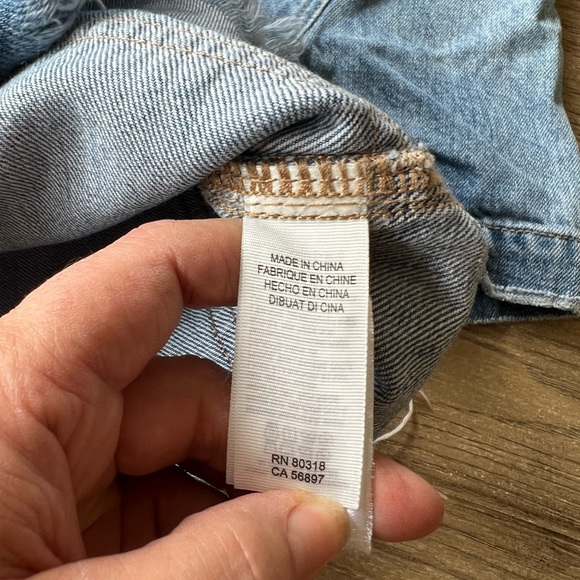 MADE IN CHINA
FABRIQUE EN CHINE
HECHO EN CHINA
DIBUAT DI CINA
RN 80318
CA 56897